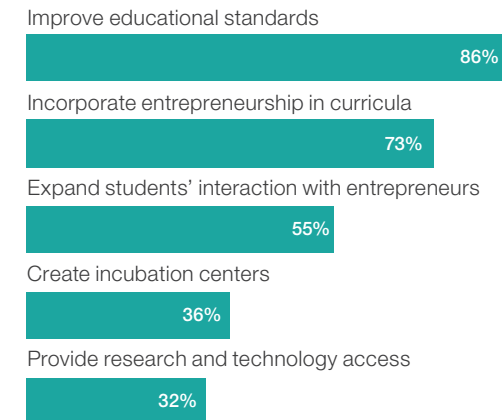 Improve educational standards
86%
Incorporate entrepreneurship in curricula
73%
Expand students’ interaction with entrepreneurs
55%
Create incubation centers
36%
Provide research and technology access
32%